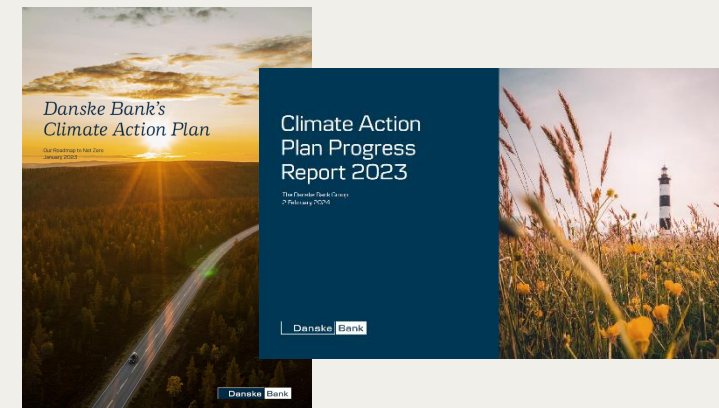 Danske Bank's
Climate Action Plan
Our Roadmap to Net Zero
January 2023
Danske Bank
Climate Action
Plan Progress
Report 2023
The Danske Bank Group
2 February 2024
Danske Bank